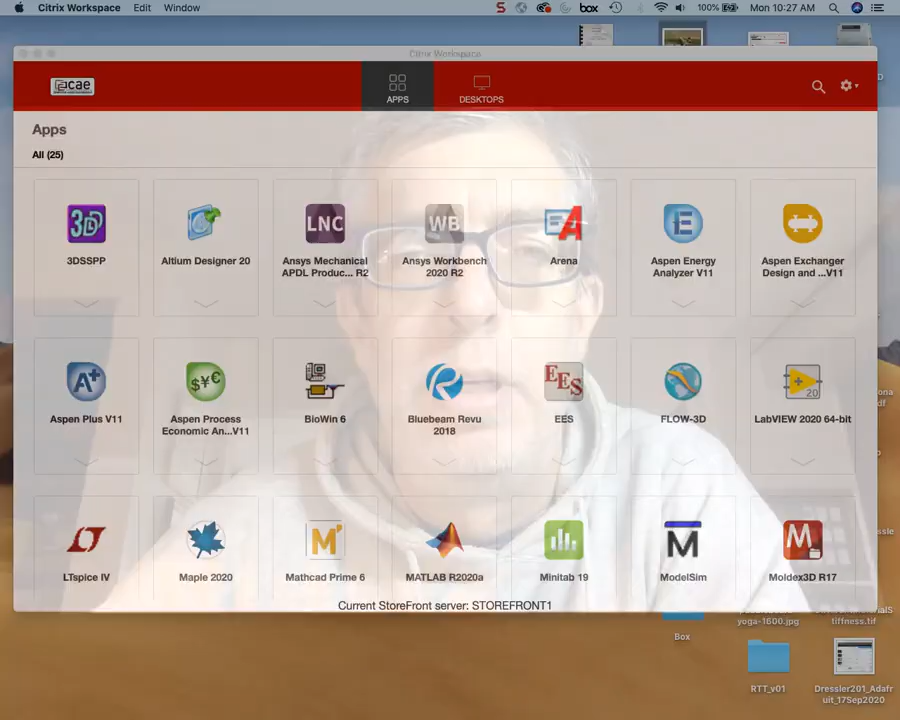 Citrix Workspace Edit Window
box 100% Mon 10:27 AM
Citrix Workspace
cae
APPS
DESKTOPS
Apps
All (25)
3DSSPP
Altium Designer 20
Ansys Mechanical
APDL Produc... R2
Ansys Workbench
2020 R2
Arena
Aspen Energy
Analyzer V11
Aspen Exchanger
Design and ...V11
Aspen Plus V11
Aspen Process
Economic An...V11
BioWin 6
Bluebeam Revu
2018
EES
FLOW-3D
LabVIEW 2020 64-bit
LTspice IV
Maple 2020
Mathcad Prime 6
MATLAB R2020a
Minitab 19
ModelSim
Moldex3D R17
Current StoreFront server: STOREFRONT1
Box
yoga-1600.jpg
tiffness.tif
RTT_v01
Dressler201_Adafr
uit_17Sep2020